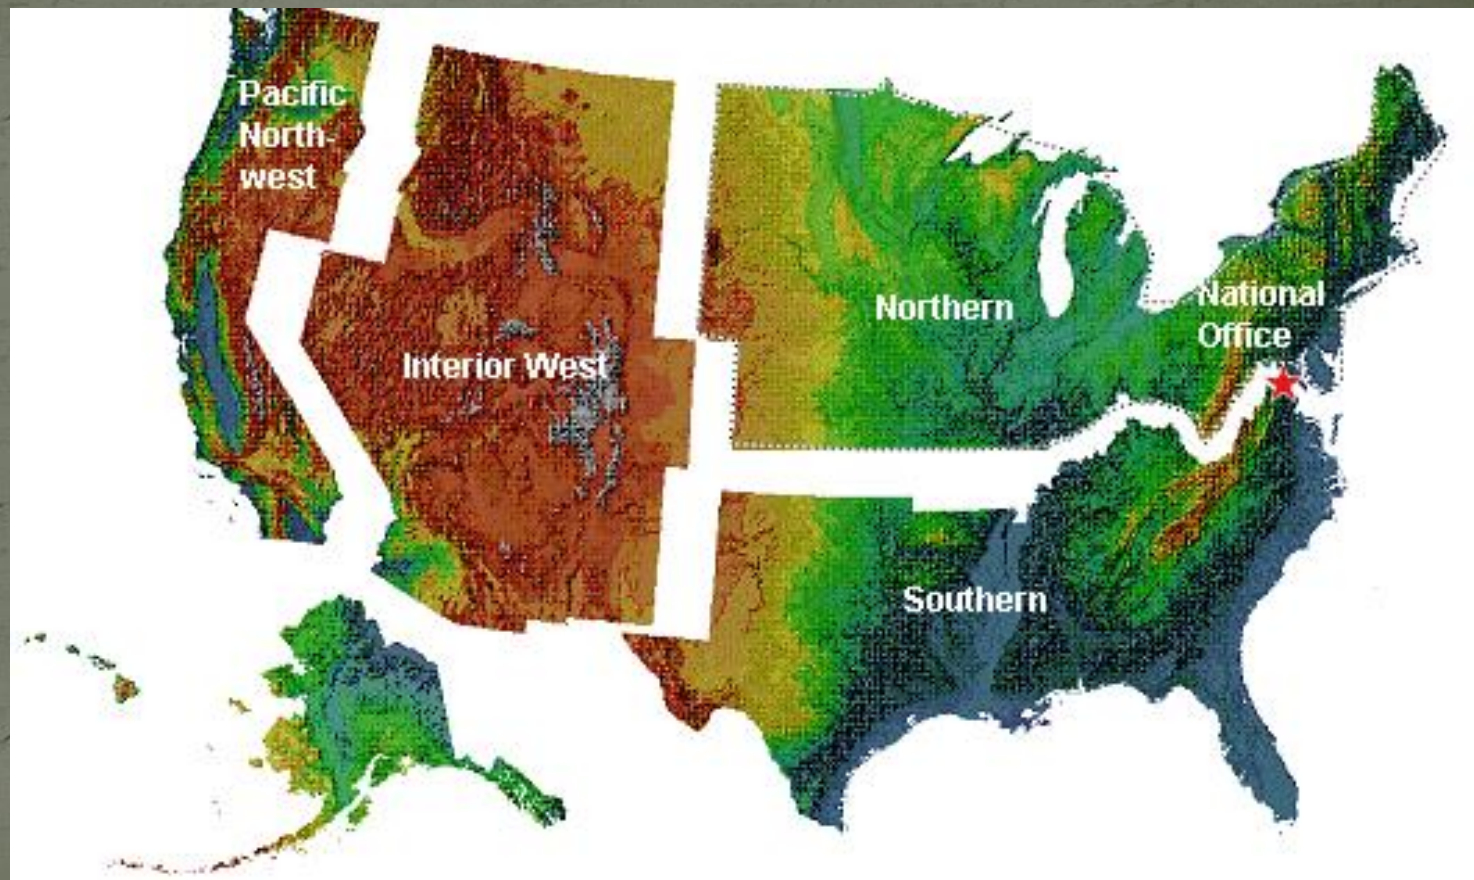 Pacific
North-
west
Interior West
Northern
National
Office
Southern